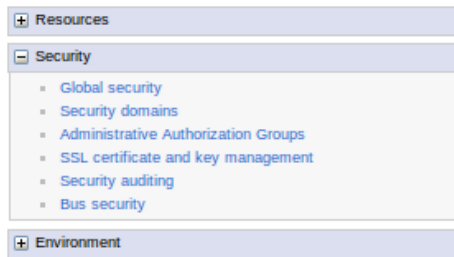 Resources
Security
Global security
Security domains
Administrative Authorization Groups
SSL certificate and key management
Security auditing
Bus security
Environment